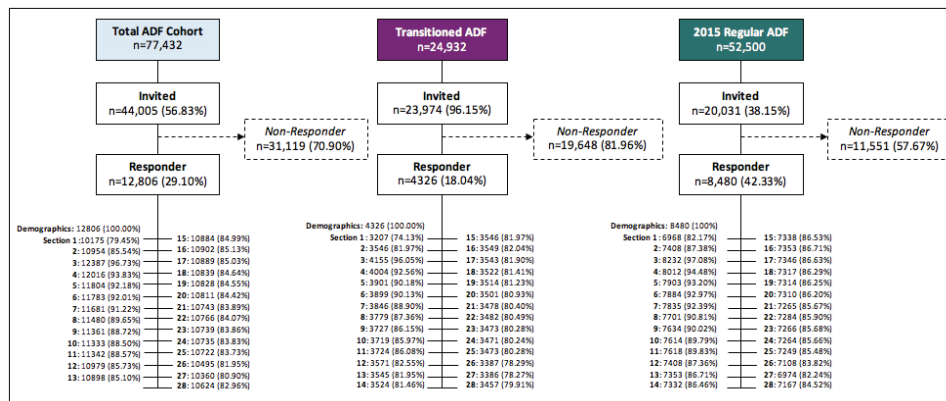 Total ADF Cohort
n=77,432
Invited
n=44,005 (56.83%)
Non-Responder
n=31,119 (70.90%)
Responder
n=12,806 (29.10%)
Demographics: 12806 (100.00%)
Section 1:10175 (79.45%)
2:10954 (85.54%)
3:12387 (96.73%)
4:12016 (93.83%)
5:11804 (92.18%)
6:11783 (92.01%)
7:11681 (91.22%)
8:11480 (89.65%)
9:11361 (88.72%)
10:11333 (88.50%)
11:11342 (88.57%)
12:10979 (85.73%)
13:10898 (85.10%)
15:10884 (84.99%)
16:10902 (85.13%)
17:10889 (85.03%)
18:10839 (84.64%)
19:10828 (84.55%)
20:10811 (84.42%)
21:10743 (83.89%)
22:10766 (84.07%)
23:10739 (83.86%)
24:10735 (83.83%)
25:10722 (83.73%)
26:10495 (81.95%)
27:10360 (80.90%)
28:10624 (82.96%)
Transitioned ADF
n=24,932
Invited
n=23,974 (96.15%)
Non-Responder
n=19,648 (81.96%)
Responder
n=4326 (18.04%)
Demographics: 4326 (100.00%)
Section 1: 3207 (74.13%)
2:3546 (81.97%)
3:4155 (96.05%)
4:4004 (92.56%)
5:3901 (90.18%)
6:3899 (90.13%)
7:3846 (88.90%)
8:3779 (87.36%)
9:3727 (86.15%)
10:3719 (85.97%)
11:3724 (86.08%)
12:3571 (82.55%)
13:3545 (81.95%)
14:3524 (81.46%)
15:3546 (81.97%)
16:3549 (82.04%)
17:3543 (81.90%)
18:3522 (81.41%)
19:3514 (81.23%)
20:3501 (80.93%)
21:3478 (80.40%)
22:3482 (80.49%)
23:3473 (80.28%)
24:3471 (80.24%)
25:3473 (80.28%)
26:3387 (78.29%)
27:3386 (78.27%)
28:3457 (79.91%)
2015 Regular ADF
n=52,500
Invited
n=20,031 (38.15%)
Non-Responder
n=11,551 (57.67%)
Responder
n=8,480 (42.33%)
Demographics: 8480 (100%)
Section 1:6968 (82.17%)
2:7408 (87.38%)
3:8232 (97.08%)
4:8012 (94.48%)
5:7903 (93.20%)
6:7884 (92.97%)
7:7835 (92.39%)
8:7701 (90.81%)
9:7634 (90.02%)
10:7614 (89.79%)
11:7618 (89.83%)
12:7408 (87.36%)
13:7353 (86.71%)
14:7332 (86.46%)
15:7338 (86.53%)
16:7353 (86.71%)
17:7346 (86.63%)
18:7317 (86.29%)
19:7314 (86.25%)
20:7310 (86.20%)
21:7265 (85.67%)
22:7284 (85.90%)
23:7266 (85.68%)
24:7264 (85.66%)
25:7249 (85.48%)
26:7108 (83.82%)
27:6974 (82.24%)
28:7167 (84.52%)